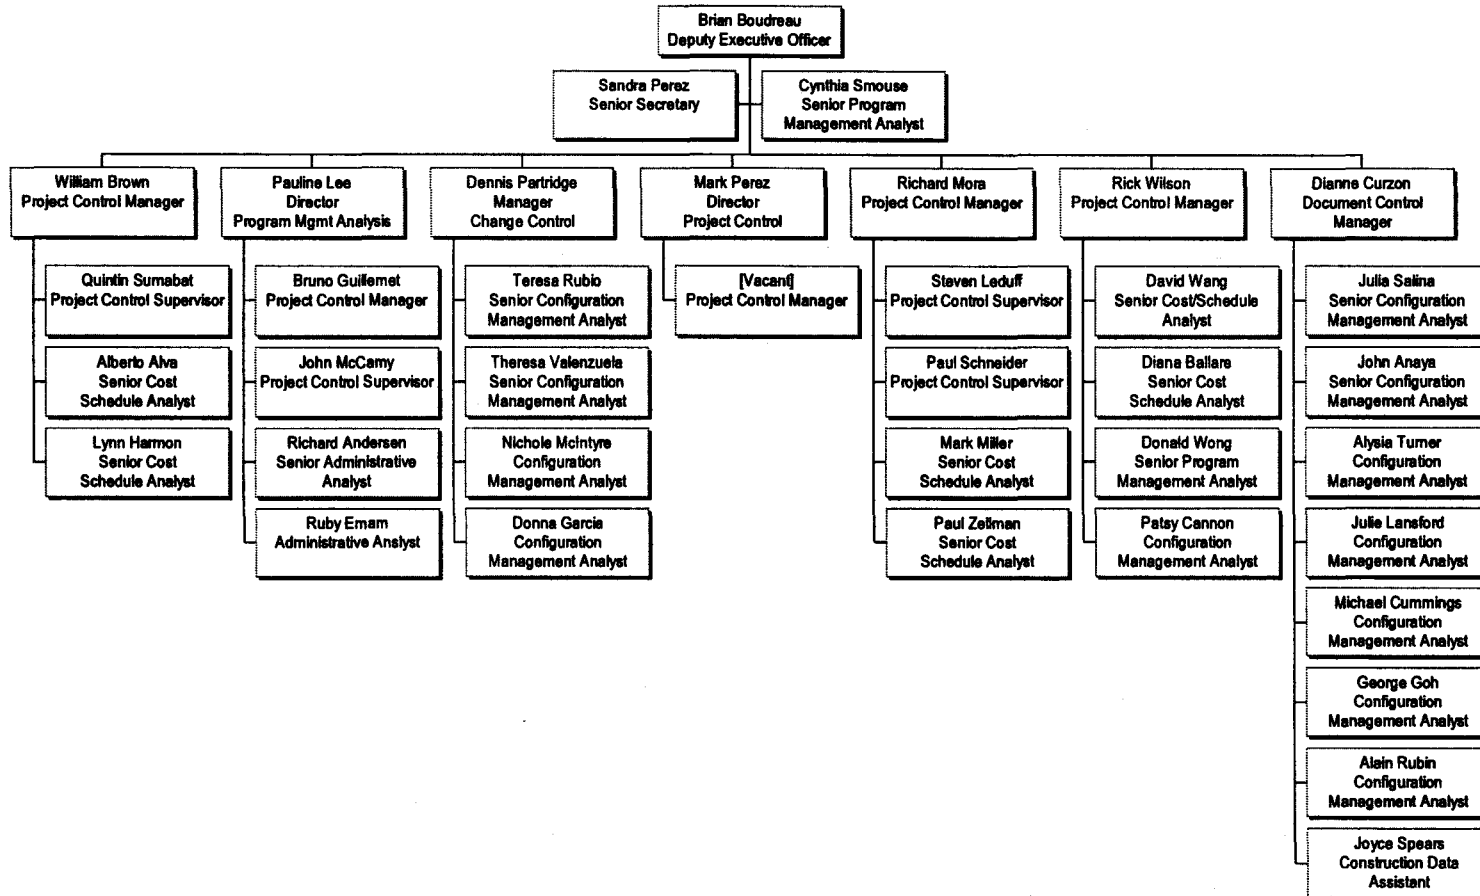 Brian Boudreau
Deputy Executive Officer
Sandra Perez
Senior Secretary
Cynthia Smouse
Senior Program
Management Analyst
William Brown
Project Control Manager
Quintin Sumabat
Project Control Supervisor
Alberto Alva
Senior Cost
Schedule Analyst
Lynn Harmon
Senior Cost
Schedule Analyst
Pauline Lee
Director
Program Mgmt Analysis
Bruno Guillemet
Project Control Manager
John McCamy
Project Control Supervisor
Richard Andersen
Senior Administrative
Analyst
Ruby Emam
Administrative Analyst
Dennis Partridge
Manager
Change Control
Teresa Rubio
Senior Configuration
Management Analyst
Theresa Valenzuela
Senior Configuration
Management Analyst
Nichole McIntyre
Configuration
Management Analyst
Donna Garcia
Configuration
Management Analyst
Mark Perez
Director
Project Control
[Vacant]
Project Control Manager
Richard Mora
Project Control Manager
Steven Leduff
Project Control Supervisor
Paul Schneider
Project Control Supervisor
Mark Miller
Senior Cost
Schedule Analyst
Paul Zellman
Senior Cost
Schedule Analyst
Rick Wilson
Project Control Manager
David Wang
Senior Cost/Schedule
Analyst
Diana Ballare
Senior Cost
Schedule Analyst
Donald Wong
Senior Program
Management Analyst
Patsy Cannon
Configuration
Management Analyst
Dianne Curzon
Document Control
Manager
Julia Salina
Senior Configuration
Management Analyst
John Anaya
Senior Configuration
Management Analyst
Alysia Turner
Configuration
Management Analyst
Julie Lansford
Configuration
Management Analyst
Michael Cummings
Configuration
Management Analyst
George Goh
Configuration
Management Analyst
Alain Rubin
Configuration
Management Analyst
Joyce Spears
Construction Data
Assistant